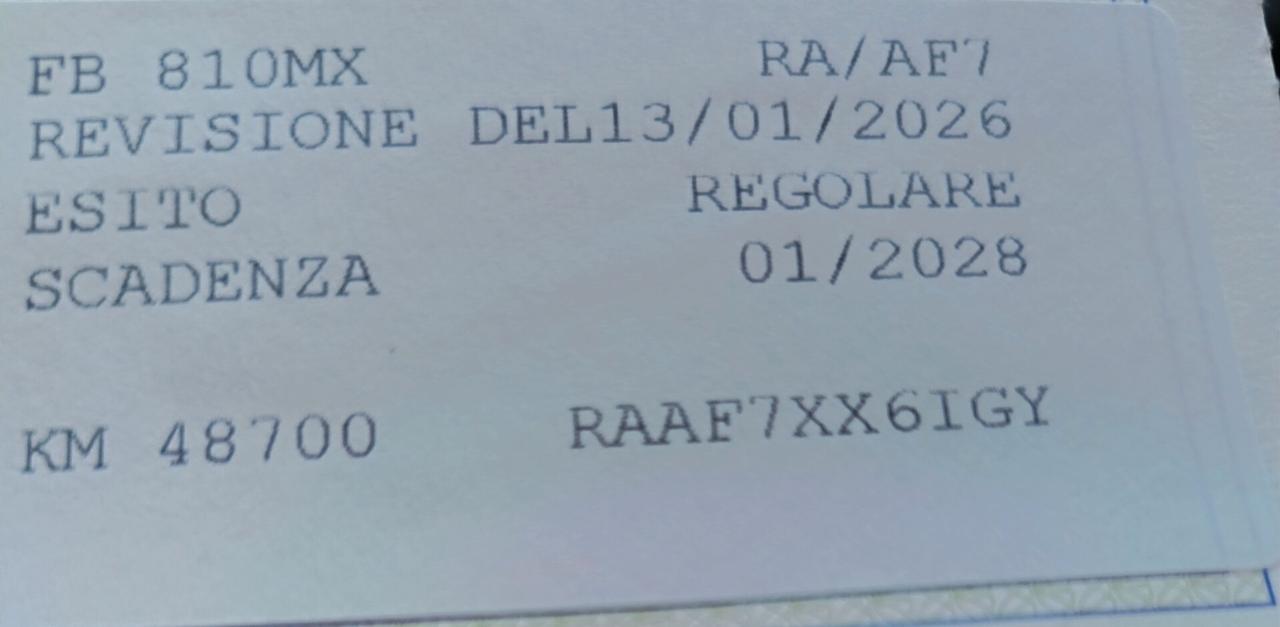 FB 810MX RA/AF7
REVISIONE DEL13/01/2026
ESITO REGOLARE
SCADENZA 01/2028
KM 48700 RAAF7XX6IGY